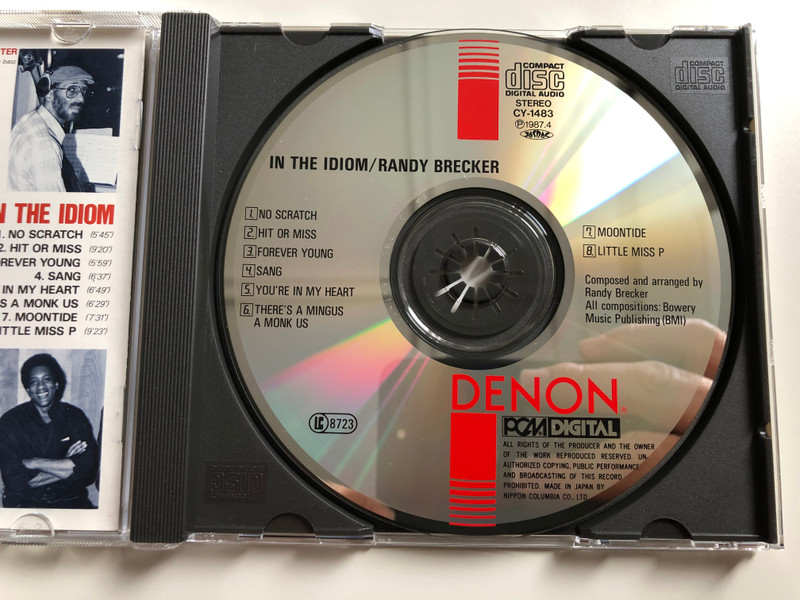 TER
bass
N THE IDIOM
1. NO SCRATCH (5'45")
2. HIT OR MISS (9'20")
OREVER YOUNG (5'59")
4. SANG (6'37")
IN MY HEART (6'49")
S A MONK US (6'29")
7. MOONTIDE (7'31")
ITTLE MISS P (9'23")
COMPACT
disc
DIGITAL AUDIO
STEREO
CY-1483
Ⓟ1987.4
IN THE IDIOM/RANDY BRECKER
1. NO SCRATCH
2. HIT OR MISS
3. FOREVER YOUNG
4. SANG
5. YOU'RE IN MY HEART
6. THERE'S A MINGUS
A MONK US
7. MOONTIDE
8. LITTLE MISS P
Composed and arranged by
Randy Brecker
All compositions: Bowery
Music Publishing (BMI)
LC 8723
DENON
PCM DIGITAL
ALL RIGHTS OF THE PRODUCER AND THE OWNER
OF THE WORK REPRODUCED RESERVED. UN-
AUTHORIZED COPYING, PUBLIC PERFORMANCE
AND BROADCASTING OF THIS RECORD
PROHIBITED. MADE IN JAPAN BY
NIPPON COLUMBIA CO., LTD.
COMPACT
disc
DIGITAL AUDIO